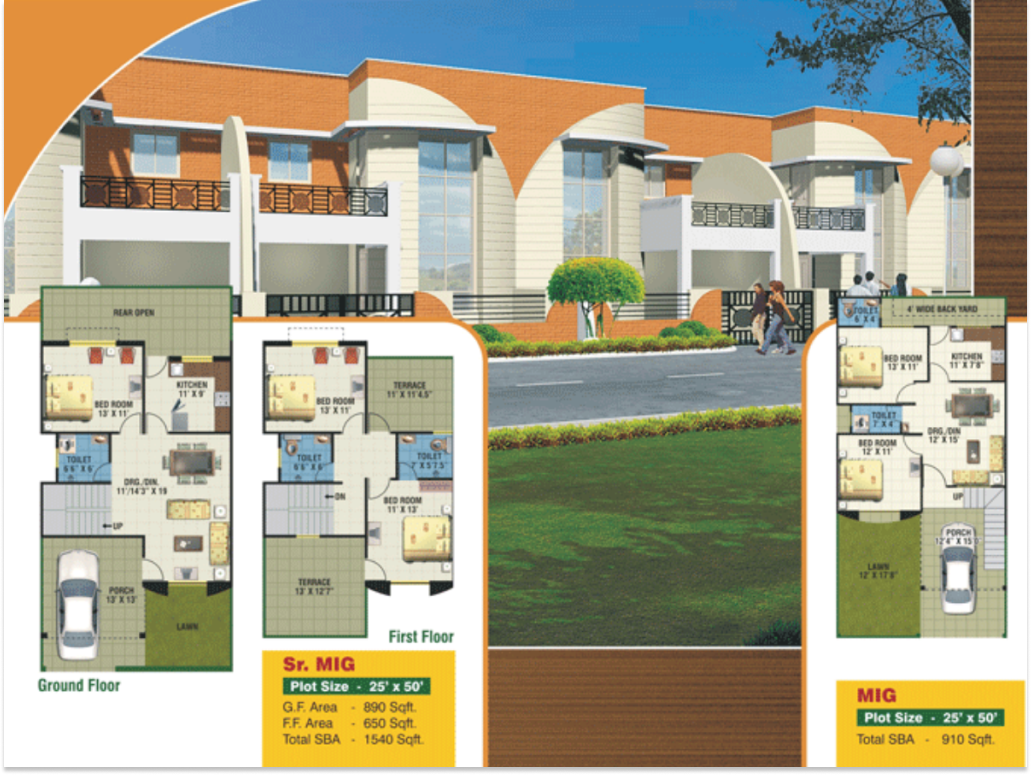 REAR OPEN
BED ROOM
13' X 11'
KITCHEN
11' X 9'
TOILET
6'6" X 6'
DRG./DIN.
11'/14'3" X 19
UP
PORCH
13' X 13'
LAWN
Ground Floor
BED ROOM
13' X 11'
TERRACE
11' X 11'4.5"
TOILET
6'6" X 6'
TOILET
7' X 5'7.5"
DN
BED ROOM
11' X 13'
TERRACE
13' X 12'7"
First Floor
Sr. MIG
Plot Size - 25' x 50'
G.F. Area - 890 Sqft.
F.F. Area - 650 Sqft.
Total SBA - 1540 Sqft.
TOILET
6' X 4'
4' WIDE BACK YARD
BED ROOM
13' X 11'
KITCHEN
11' X 7'8"
TOILET
7' X 4'
DRG./DIN
12' X 15'
BED ROOM
12' X 11'
UP
PORCH
12'4" X 15'
LAWN
12' X 17'8"
MIG
Plot Size - 25' x 50'
Total SBA - 910 Sqft.